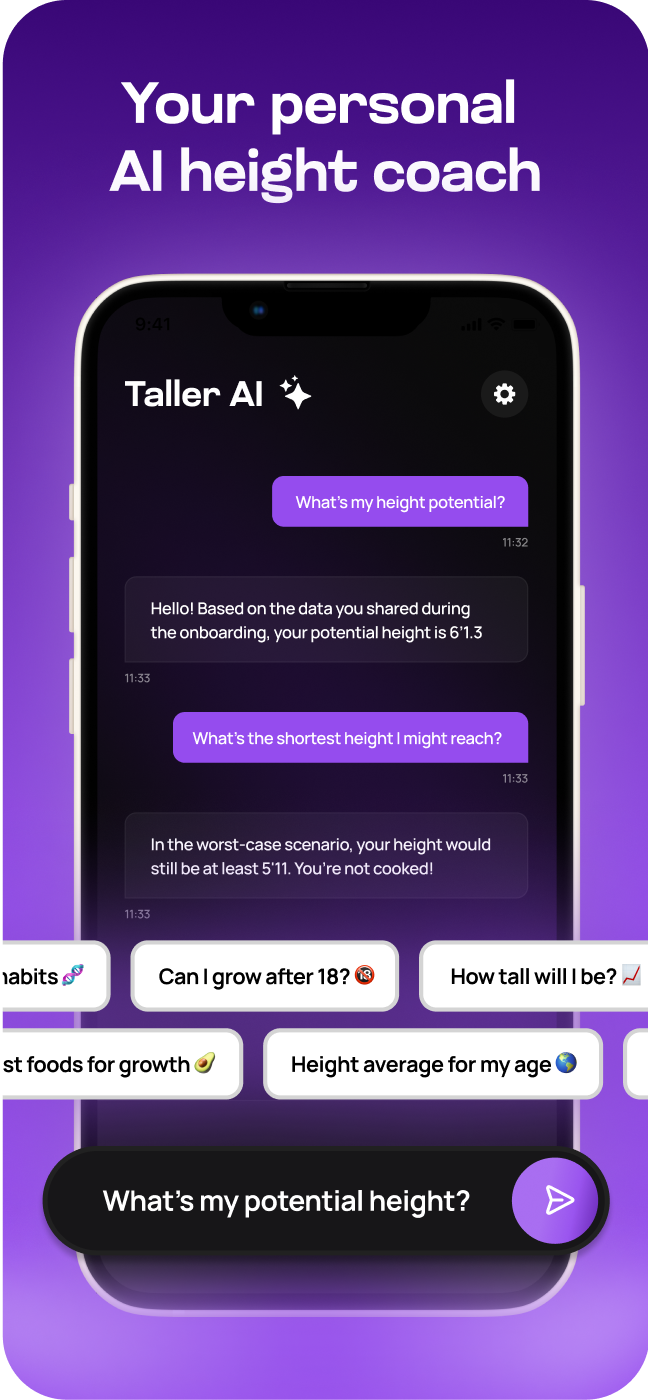 Your personal
AI height coach
9:41
Taller AI
What's my height potential?
11:32
Hello! Based on the data you shared during
the onboarding, your potential height is 6'1.3
11:33
What's the shortest height I might reach?
11:33
In the worst-case scenario, your height would
still be at least 5'11. You're not cooked!
11:33
habits 🧬
Can I grow after 18? 🔞
How tall will I be? 📈
st foods for growth 🥑
Height average for my age 🌎
What's my potential height?